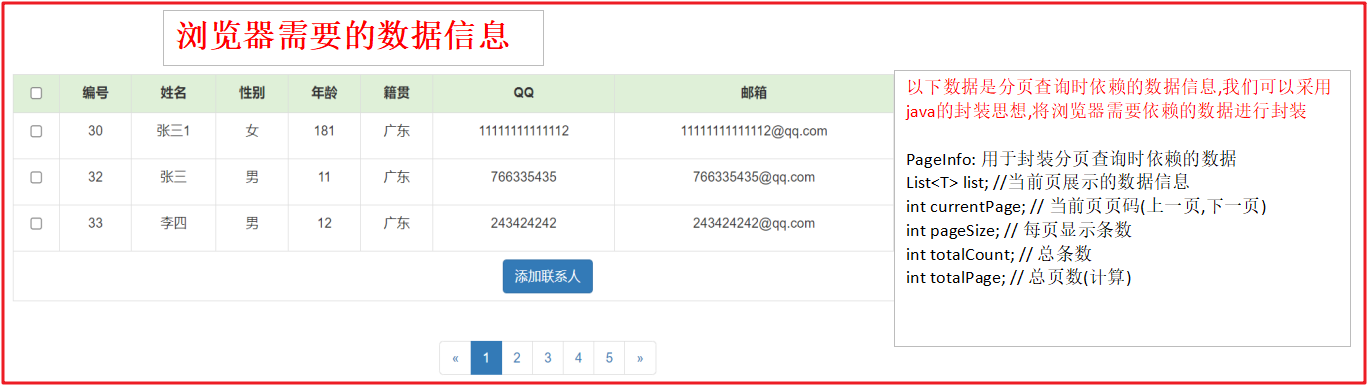 浏览器需要的数据信息
编号 姓名 性别 年龄 籍贯 QQ 邮箱
30 张三1 女 181 广东 11111111111112 11111111111112@qq.com
32 张三 男 11 广东 766335435 766335435@qq.com
33 李四 男 12 广东 243424242 243424242@qq.com
添加联系人
« 1 2 3 4 5 »
以下数据是分页查询时依赖的数据信息,我们可以采用
java的封装思想,将浏览器需要依赖的数据进行封装
PageInfo: 用于封装分页查询时依赖的数据
List<T> list; //当前页展示的数据信息
int currentPage; // 当前页页码(上一页,下一页)
int pageSize; // 每页显示条数
int totalCount; // 总条数
int totalPage; // 总页数(计算)